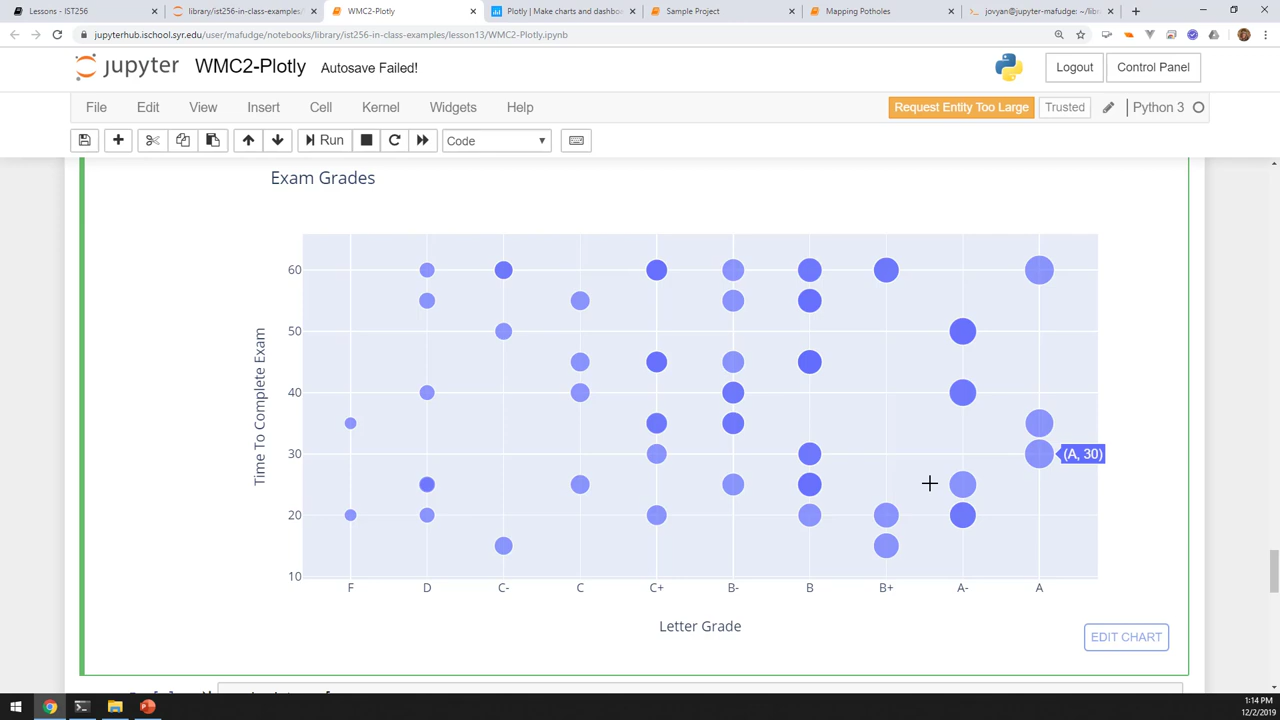 Lessons - IST256
library/ist256-in-class-examples/
WMC2-Plotly
Plotly | Make charts and dashbo
Sample Project
Mapping Potholes
jovyan@jupyter-mafudge: ~/lib
jupyterhub.ischool.syr.edu/user/mafudge/notebooks/library/ist256-in-class-examples/lesson13/WMC2-Plotly.ipynb
jupyter WMC2-Plotly Autosave Failed!
Logout
Control Panel
File Edit View Insert Cell Kernel Widgets Help
Request Entity Too Large
Trusted
Python 3
Run
Code
Exam Grades
Time To Complete Exam
60
50
40
30
20
10
(A, 30)
F D C- C C+ B- B B+ A- A
Letter Grade
EDIT CHART
1:14 PM
12/2/2019